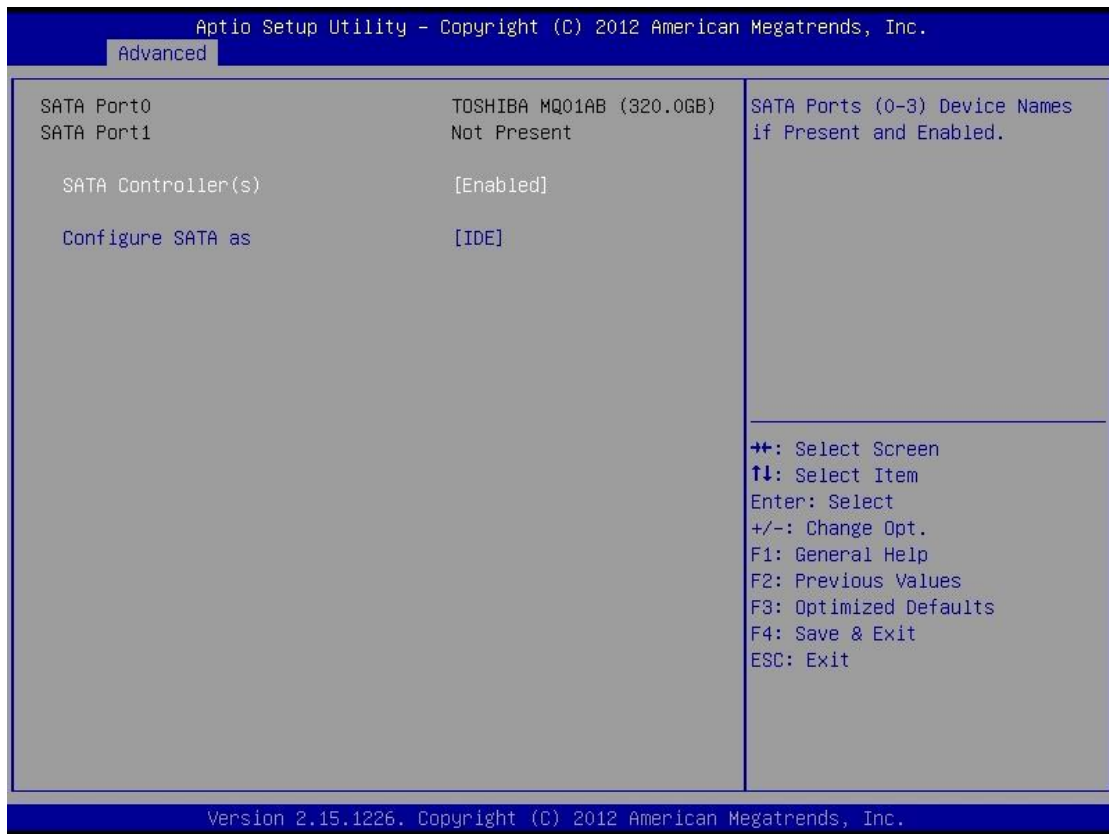 Aptio Setup Utility – Copyright (C) 2012 American Megatrends, Inc.
Advanced
SATA Port0 TOSHIBA MQ01AB (320.0GB)
SATA Port1 Not Present
SATA Controller(s) [Enabled]
Configure SATA as [IDE]
SATA Ports (0-3) Device Names
if Present and Enabled.
→←: Select Screen
↑↓: Select Item
Enter: Select
+/-: Change Opt.
F1: General Help
F2: Previous Values
F3: Optimized Defaults
F4: Save & Exit
ESC: Exit
Version 2.15.1226. Copyright (C) 2012 American Megatrends, Inc.